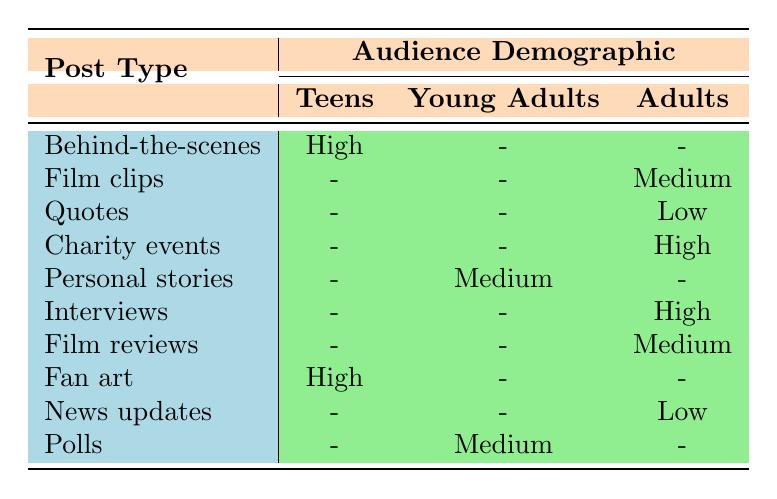 Post Type Audience Demographic
Teens Young Adults Adults
Behind-the-scenes High - -
Film clips - - Medium
Quotes - - Low
Charity events - - High
Personal stories - Medium -
Interviews - - High
Film reviews - - Medium
Fan art High - -
News updates - - Low
Polls - Medium -